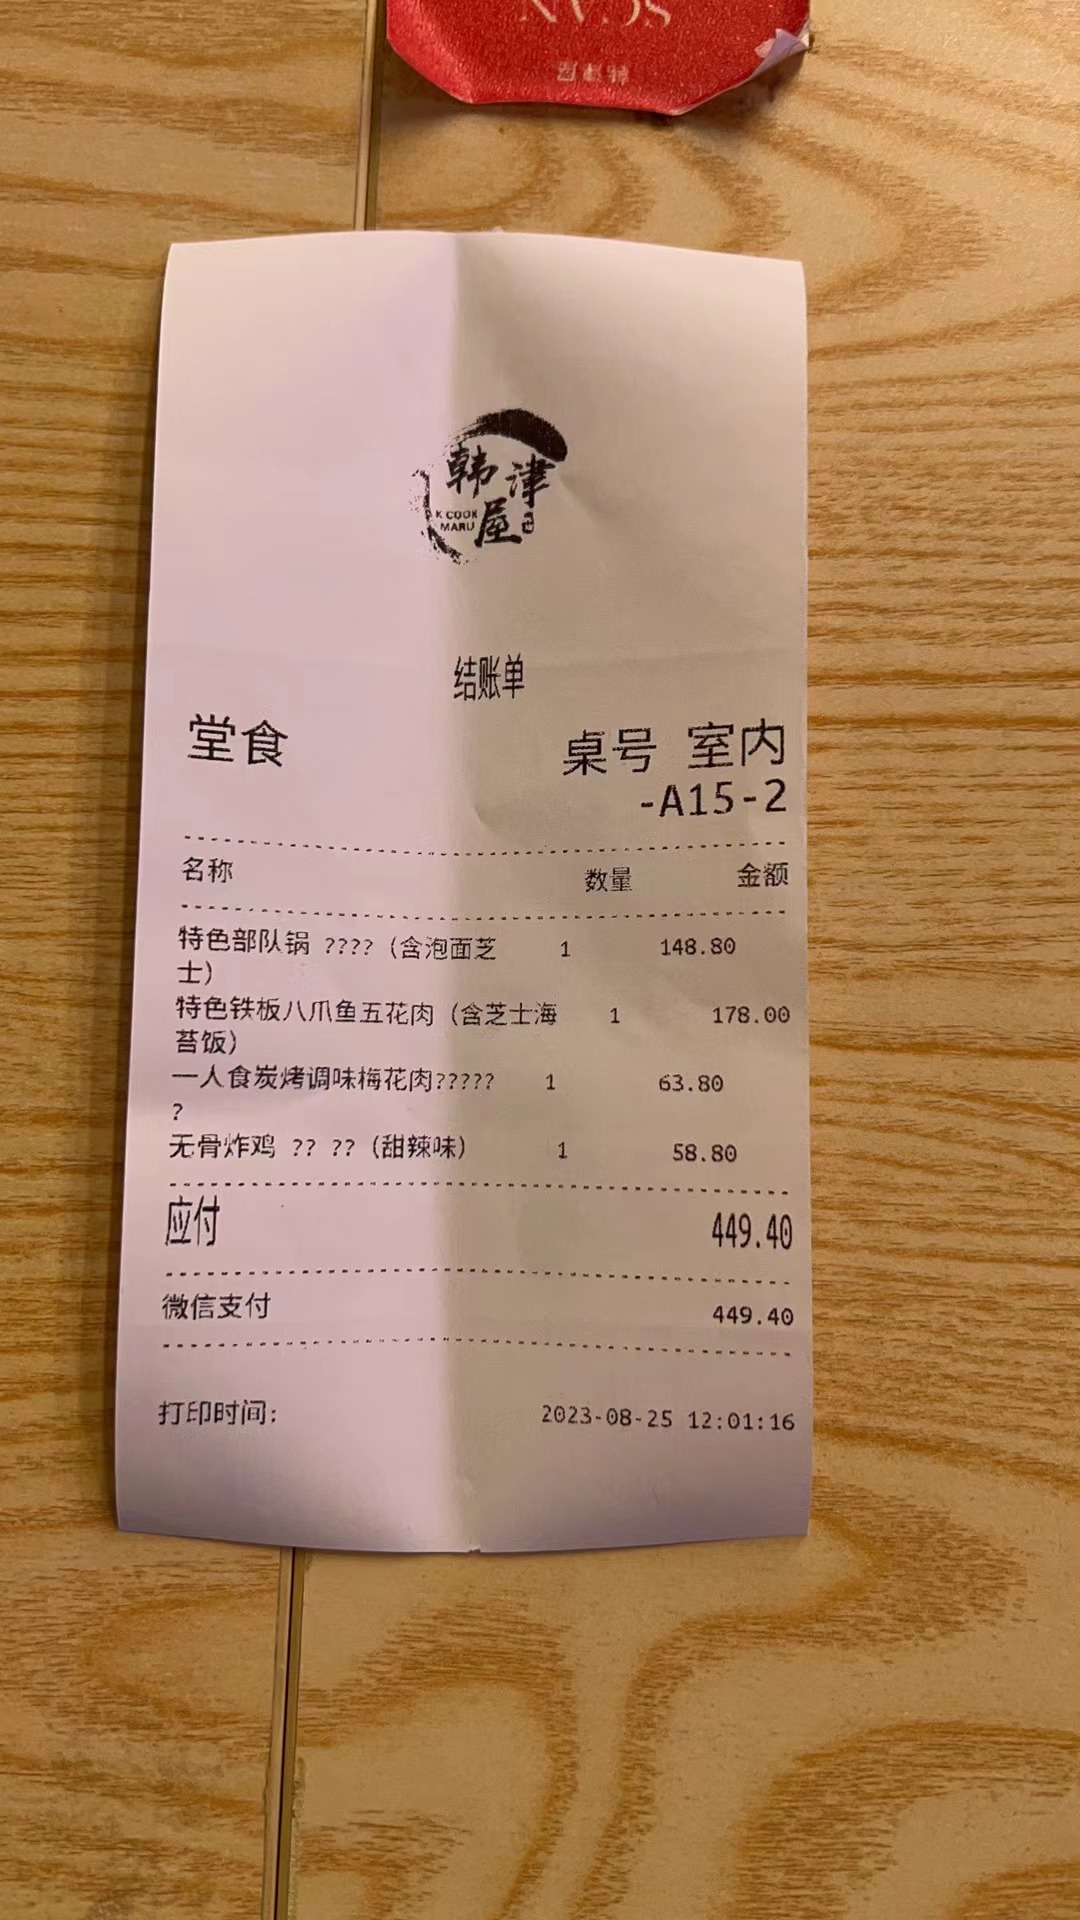 SCAN
韩津屋
韩津屋
K COOK
MARU
结账单
堂食 桌号 室内
-A15-2
名称 数量 金额
特色部队锅 ???? (含泡面芝 1 148.80
士)
特色铁板八爪鱼五花肉 (含芝士海 1 178.00
苔饭)
一人食炭烤调味梅花肉????? 1 63.80
?
无骨炸鸡 ?? ?? (甜辣味) 1 58.80
应付 449.40
微信支付 449.40
打印时间: 2023-08-25 12:01:16